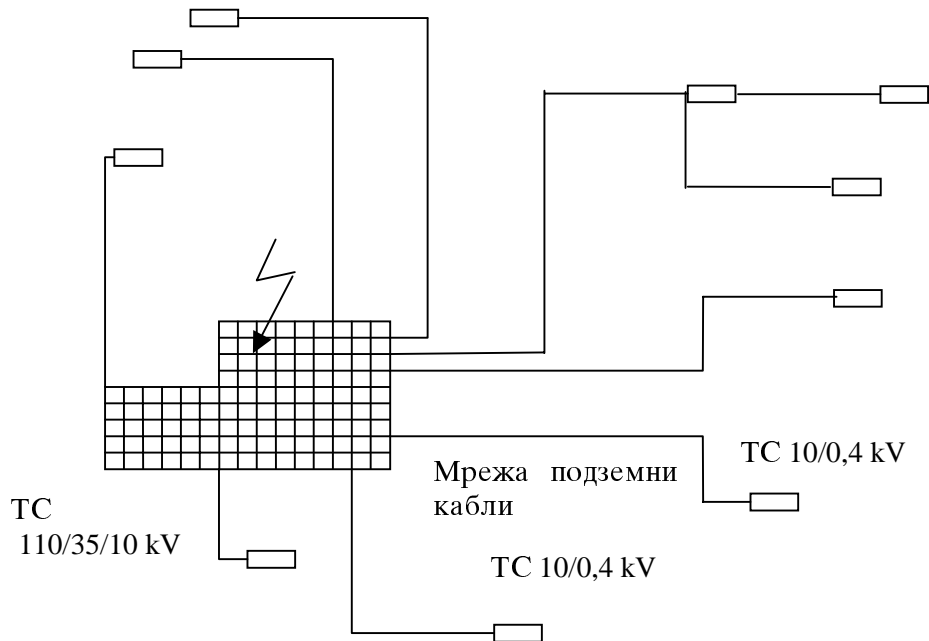 ТС 10/0,4 kV
Мрежа подземни
кабли
ТС
110/35/10 kV
ТС 10/0,4 kV